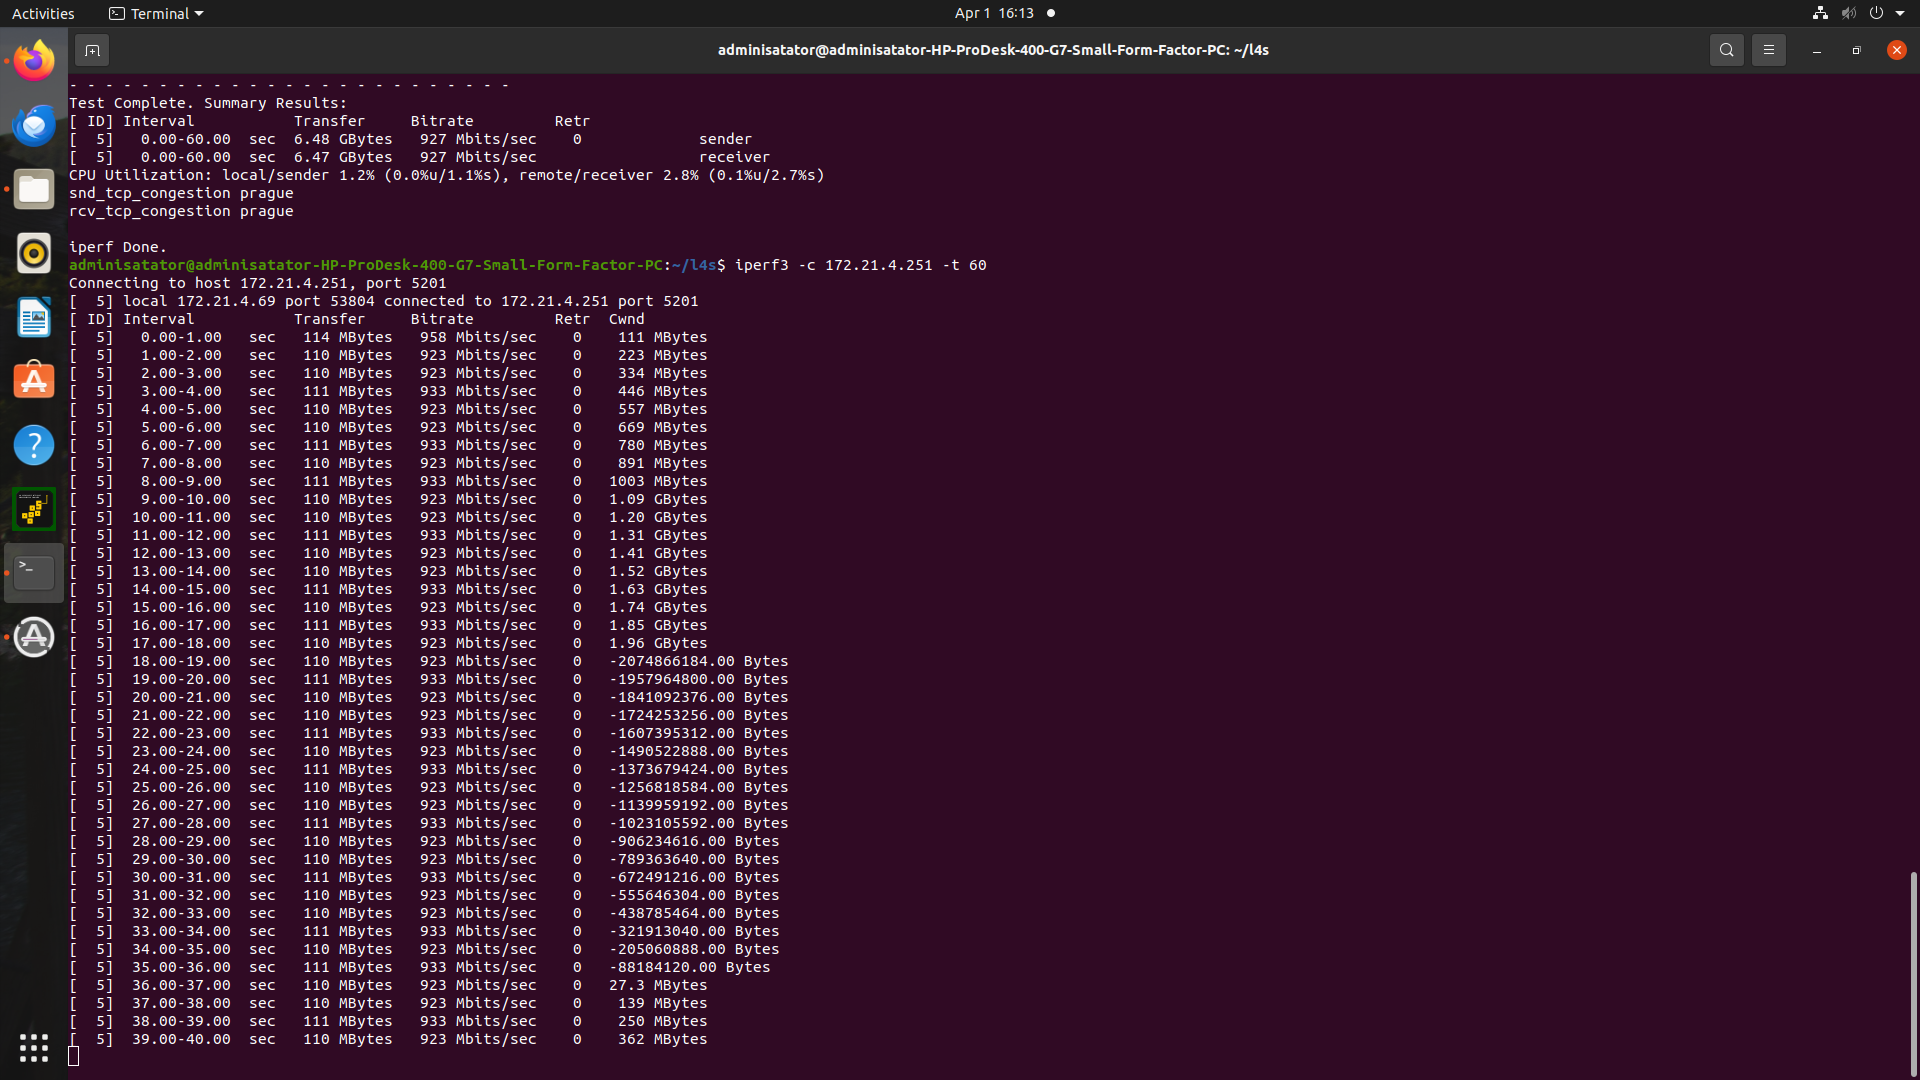 Activities
Terminal
Apr 1 16:13
adminisatator@adminisatator-HP-ProDesk-400-G7-Small-Form-Factor-PC: ~/l4s
- - - - - - - - - - - - - - - - - - - - - - - - -
Test Complete. Summary Results:
[ ID] Interval           Transfer     Bitrate         Retr
[  5]   0.00-60.00  sec  6.48 GBytes   927 Mbits/sec    0             sender
[  5]   0.00-60.00  sec  6.47 GBytes   927 Mbits/sec                  receiver
CPU Utilization: local/sender 1.2% (0.0%u/1.1%s), remote/receiver 2.8% (0.1%u/2.7%s)
snd_tcp_congestion prague
rcv_tcp_congestion prague
iperf Done.
adminisatator@adminisatator-HP-ProDesk-400-G7-Small-Form-Factor-PC:~/l4s$ iperf3 -c 172.21.4.251 -t 60
Connecting to host 172.21.4.251, port 5201
[  5] local 172.21.4.69 port 53804 connected to 172.21.4.251 port 5201
[ ID] Interval           Transfer     Bitrate         Retr  Cwnd
[  5]   0.00-1.00   sec   114 MBytes   958 Mbits/sec    0    111 MBytes
[  5]   1.00-2.00   sec   110 MBytes   923 Mbits/sec    0    223 MBytes
[  5]   2.00-3.00   sec   110 MBytes   923 Mbits/sec    0    334 MBytes
[  5]   3.00-4.00   sec   111 MBytes   933 Mbits/sec    0    446 MBytes
[  5]   4.00-5.00   sec   110 MBytes   923 Mbits/sec    0    557 MBytes
[  5]   5.00-6.00   sec   110 MBytes   923 Mbits/sec    0    669 MBytes
[  5]   6.00-7.00   sec   111 MBytes   933 Mbits/sec    0    780 MBytes
[  5]   7.00-8.00   sec   110 MBytes   923 Mbits/sec    0    891 MBytes
[  5]   8.00-9.00   sec   111 MBytes   933 Mbits/sec    0   1003 MBytes
[  5]   9.00-10.00  sec   110 MBytes   923 Mbits/sec    0   1.09 GBytes
[  5]  10.00-11.00  sec   110 MBytes   923 Mbits/sec    0   1.20 GBytes
[  5]  11.00-12.00  sec   111 MBytes   933 Mbits/sec    0   1.31 GBytes
[  5]  12.00-13.00  sec   110 MBytes   923 Mbits/sec    0   1.41 GBytes
[  5]  13.00-14.00  sec   110 MBytes   923 Mbits/sec    0   1.52 GBytes
[  5]  14.00-15.00  sec   111 MBytes   933 Mbits/sec    0   1.63 GBytes
[  5]  15.00-16.00  sec   110 MBytes   923 Mbits/sec    0   1.74 GBytes
[  5]  16.00-17.00  sec   111 MBytes   933 Mbits/sec    0   1.85 GBytes
[  5]  17.00-18.00  sec   110 MBytes   923 Mbits/sec    0   1.96 GBytes
[  5]  18.00-19.00  sec   110 MBytes   923 Mbits/sec    0   -2074866184.00 Bytes
[  5]  19.00-20.00  sec   111 MBytes   933 Mbits/sec    0   -1957964800.00 Bytes
[  5]  20.00-21.00  sec   110 MBytes   923 Mbits/sec    0   -1841092376.00 Bytes
[  5]  21.00-22.00  sec   110 MBytes   923 Mbits/sec    0   -1724253256.00 Bytes
[  5]  22.00-23.00  sec   111 MBytes   933 Mbits/sec    0   -1607395312.00 Bytes
[  5]  23.00-24.00  sec   110 MBytes   923 Mbits/sec    0   -1490522888.00 Bytes
[  5]  24.00-25.00  sec   111 MBytes   933 Mbits/sec    0   -1373679424.00 Bytes
[  5]  25.00-26.00  sec   110 MBytes   923 Mbits/sec    0   -1256818584.00 Bytes
[  5]  26.00-27.00  sec   110 MBytes   923 Mbits/sec    0   -1139959192.00 Bytes
[  5]  27.00-28.00  sec   111 MBytes   933 Mbits/sec    0   -1023105592.00 Bytes
[  5]  28.00-29.00  sec   110 MBytes   923 Mbits/sec    0   -906234616.00 Bytes
[  5]  29.00-30.00  sec   110 MBytes   923 Mbits/sec    0   -789363640.00 Bytes
[  5]  30.00-31.00  sec   111 MBytes   933 Mbits/sec    0   -672491216.00 Bytes
[  5]  31.00-32.00  sec   110 MBytes   923 Mbits/sec    0   -555646304.00 Bytes
[  5]  32.00-33.00  sec   110 MBytes   923 Mbits/sec    0   -438785464.00 Bytes
[  5]  33.00-34.00  sec   111 MBytes   933 Mbits/sec    0   -321913040.00 Bytes
[  5]  34.00-35.00  sec   110 MBytes   923 Mbits/sec    0   -205060888.00 Bytes
[  5]  35.00-36.00  sec   111 MBytes   933 Mbits/sec    0   -88184120.00 Bytes
[  5]  36.00-37.00  sec   110 MBytes   923 Mbits/sec    0   27.3 MBytes
[  5]  37.00-38.00  sec   110 MBytes   923 Mbits/sec    0    139 MBytes
[  5]  38.00-39.00  sec   111 MBytes   933 Mbits/sec    0    250 MBytes
[  5]  39.00-40.00  sec   110 MBytes   923 Mbits/sec    0    362 MBytes